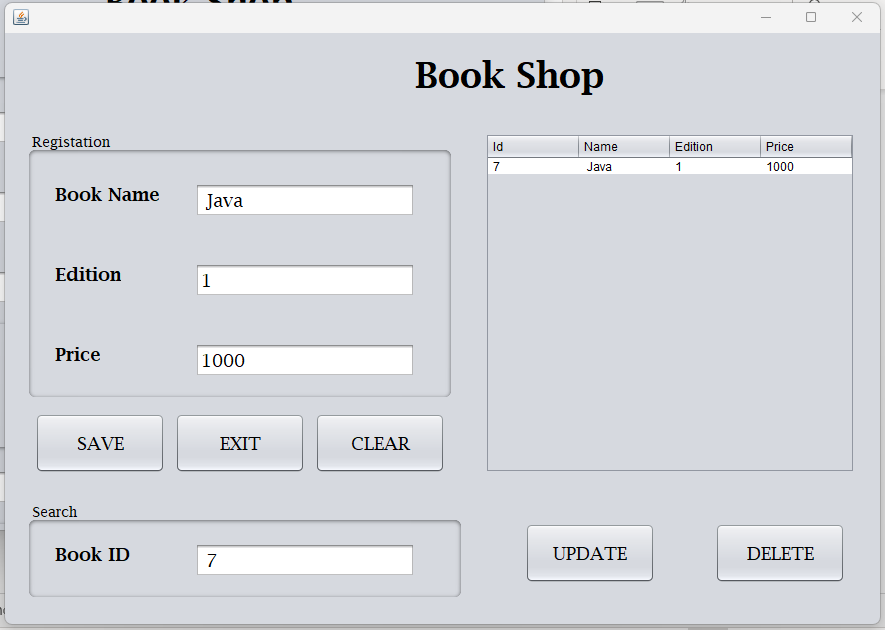 Book Shop
Registation
Book Name
Java
Edition
1
Price
1000
SAVE
EXIT
CLEAR
Id Name Edition Price
7 Java 1 1000
Search
Book ID
7
UPDATE
DELETE